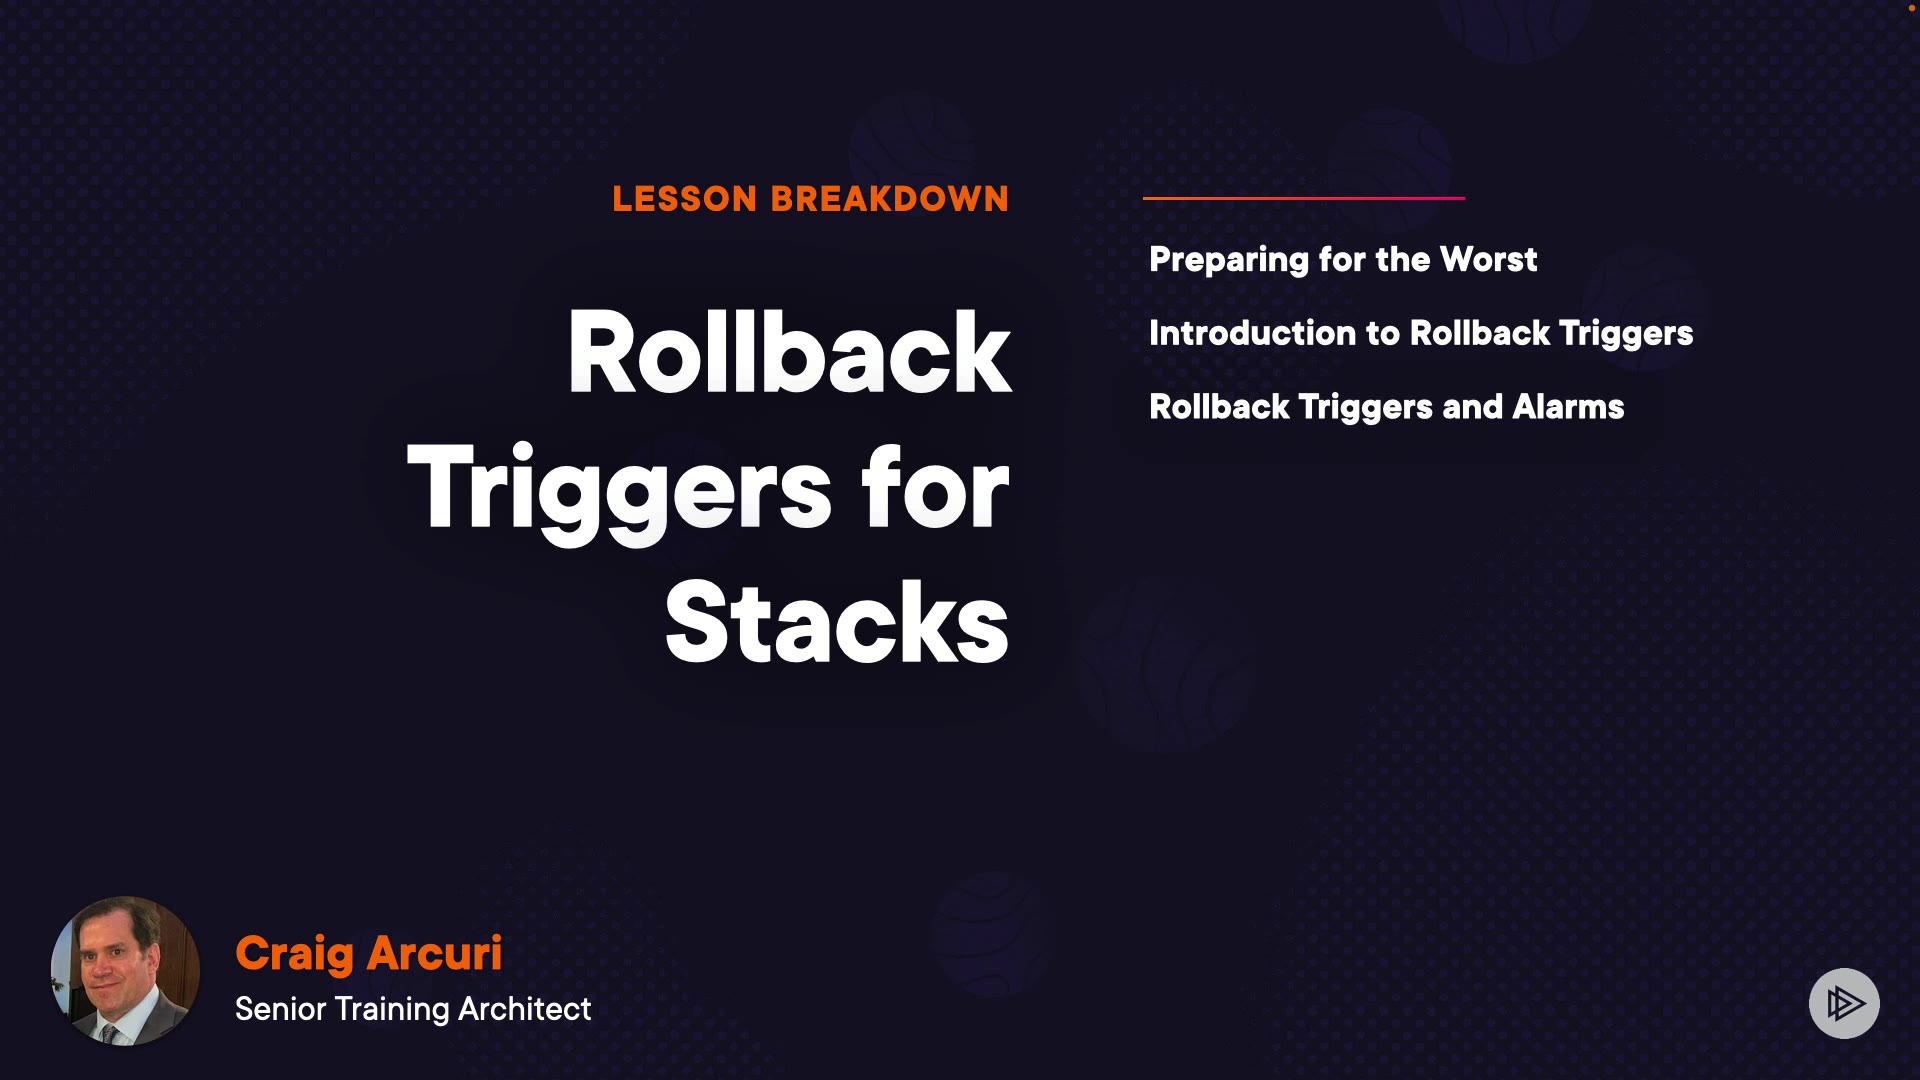 LESSON BREAKDOWN
Rollback
Triggers for
Stacks
Preparing for the Worst
Introduction to Rollback Triggers
Rollback Triggers and Alarms
Craig Arcuri
Senior Training Architect